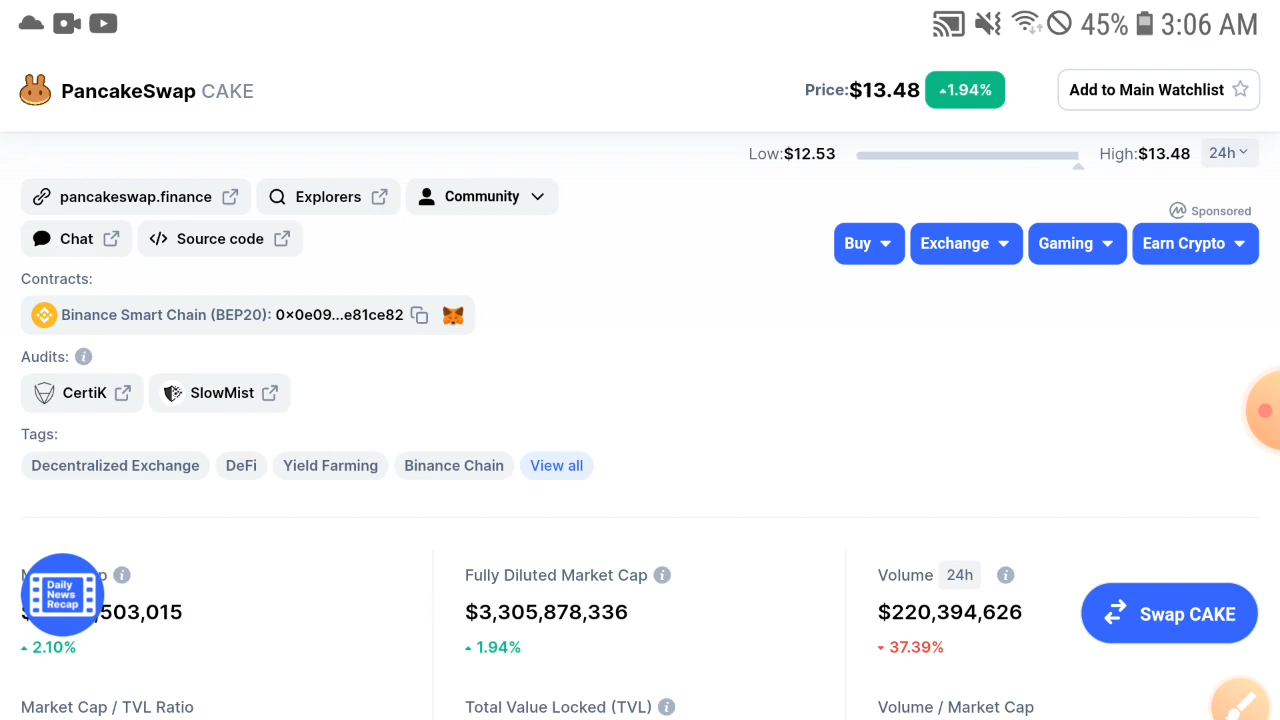 45% 3:06 AM
PancakeSwap CAKE
Price:$13.48 1.94% Add to Main Watchlist
Low:$12.53 High:$13.48 24h
pancakeswap.finance Explorers Community
Sponsored
Chat Source code
Buy Exchange Gaming Earn Crypto
Contracts:
Binance Smart Chain (BEP20): 0x0e09...e81ce82
Audits:
CertiK SlowMist
Tags:
Decentralized Exchange DeFi Yield Farming Binance Chain View all
Daily
News
Recap
Fully Diluted Market Cap Volume 24h
503,015 $3,305,878,336 $220,394,626
Swap CAKE
2.10% 1.94% 37.39%
Market Cap / TVL Ratio Total Value Locked (TVL) Volume / Market Cap